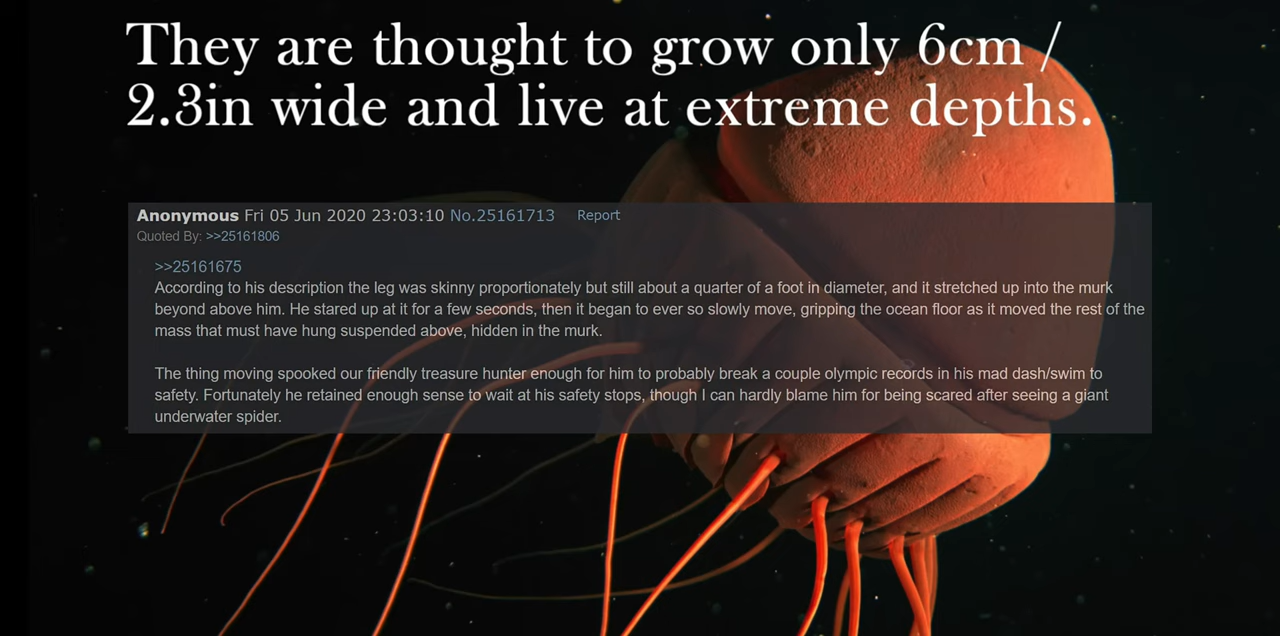 They are thought to grow only 6cm /
2.3in wide and live at extreme depths.
Anonymous Fri 05 Jun 2020 23:03:10 No.25161713 Report
Quoted By: >>25161806
>>25161675
According to his description the leg was skinny proportionately but still about a quarter of a foot in diameter, and it stretched up into the murk
beyond above him. He stared up at it for a few seconds, then it began to ever so slowly move, gripping the ocean floor as it moved the rest of the
mass that must have hung suspended above, hidden in the murk.
The thing moving spooked our friendly treasure hunter enough for him to probably break a couple olympic records in his mad dash/swim to
safety. Fortunately he retained enough sense to wait at his safety stops, though I can hardly blame him for being scared after seeing a giant
underwater spider.